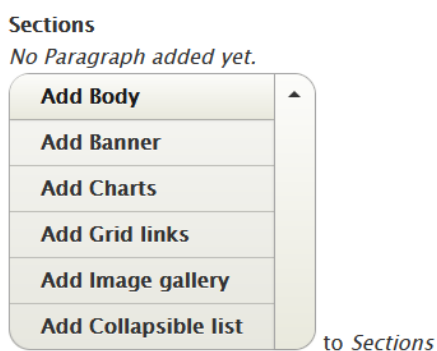 Sections
No Paragraph added yet.
Add Body
Add Banner
Add Charts
Add Grid links
Add Image gallery
Add Collapsible list
to Sections